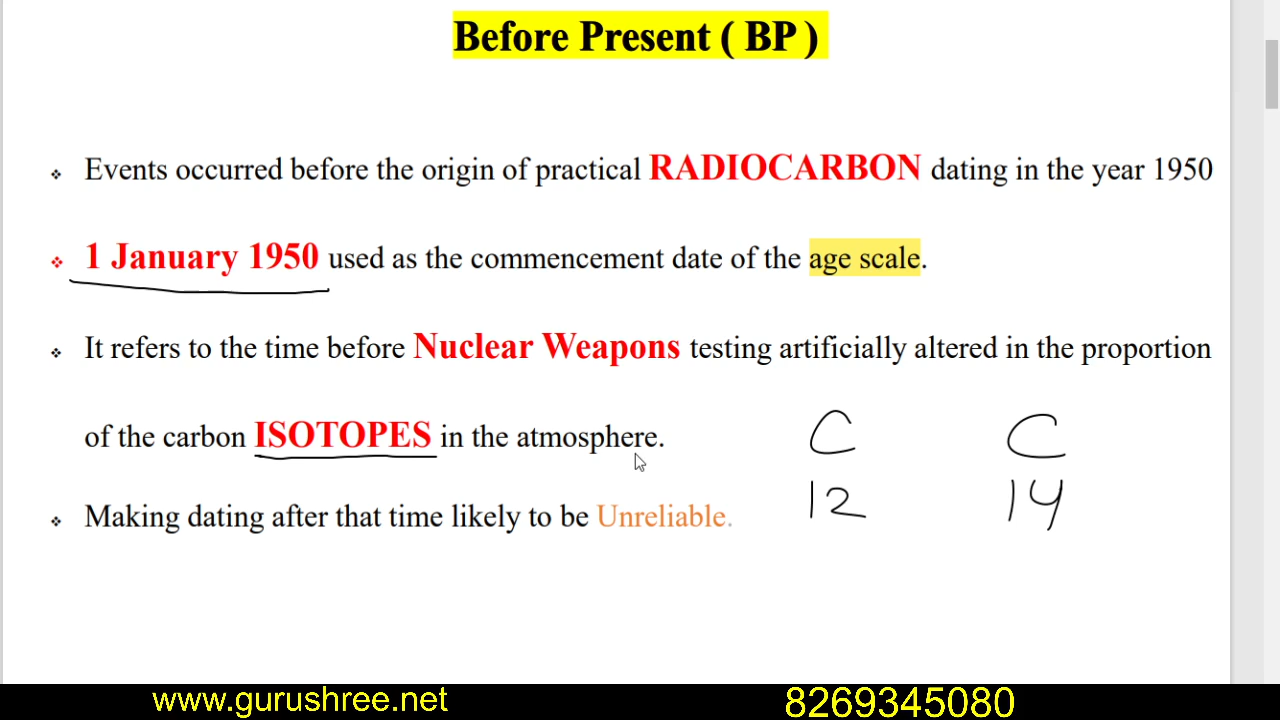 Before Present ( BP )
Events occurred before the origin of practical RADIOCARBON dating in the year 1950
1 January 1950 used as the commencement date of the age scale.
It refers to the time before Nuclear Weapons testing artificially altered in the proportion
of the carbon ISOTOPES in the atmosphere.
C C
12 14
Making dating after that time likely to be Unreliable.
www.gurushree.net 8269345080